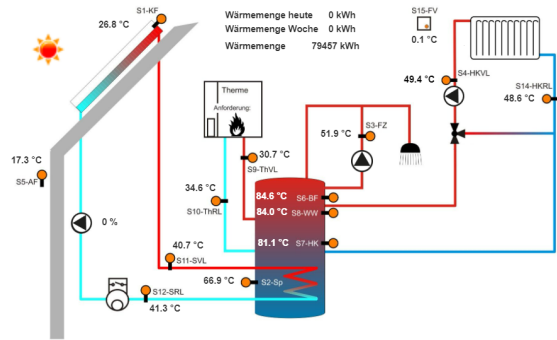 S1-KF
26.8 °C
Wärmemenge heute 0 kWh
Wärmemenge Woche 0 kWh
Wärmemenge 79457 kWh
S15-FV
0.1 °C
49.4 °C
S4-HKVL
S14-HKRL
48.6 °C
Therme
Anforderung:
S3-FZ
51.9 °C
17.3 °C
S5-AF
30.7 °C
S9-ThVL
34.6 °C
S10-ThRL
84.6 °C S6-BF
84.0 °C S8-WW
0 %
81.1 °C S7-HK
40.7 °C
S11-SVL
66.9 °C S2-Sp
S12-SRL
41.3 °C